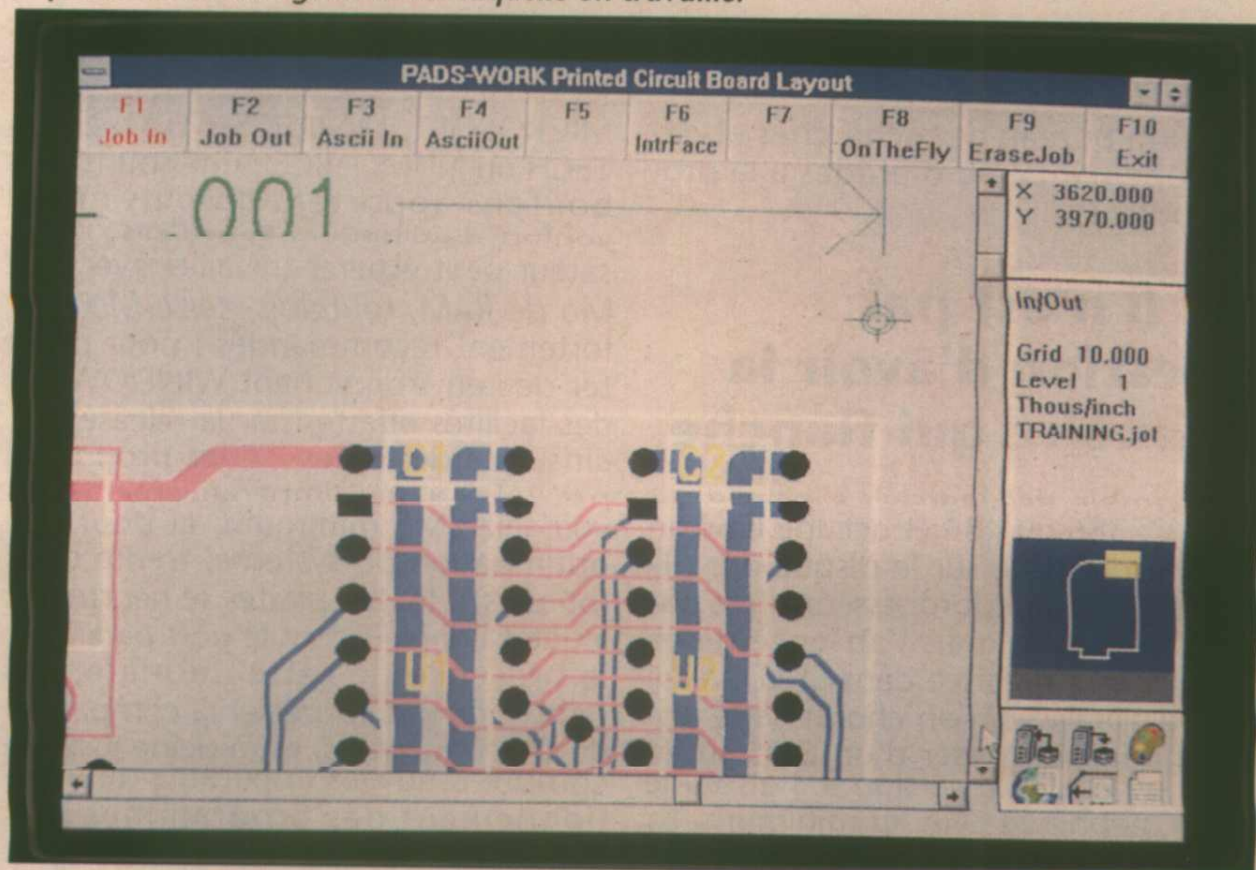 PADS-WORK Printed Circuit Board Layout
F1 F2 F3 F4 F5 F6 F7 F8 F9 F10
Job In Job Out Ascii In AsciiOut IntrFace OnTheFly EraseJob Exit
.001
X 3620.000
Y 3970.000
In/Out
Grid 10.000
Level 1
Thous/inch
TRAINING.jol
C1 C2
U1 U2